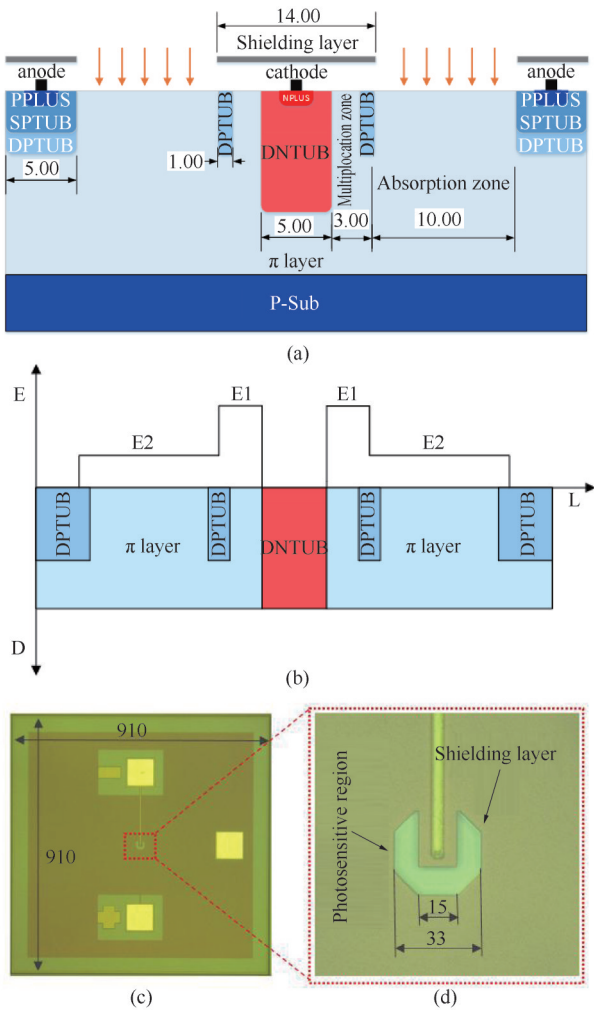 14.00
Shielding layer
anode
cathode
anode
PPLUS
SPTUB
DPTUB
DPTUB
NPLUS
DNTUB
Multiplocation zone
DPTUB
PPLUS
SPTUB
DPTUB
1.00
Absorption zone
5.00
5.00
3.00
10.00
π layer
P-Sub
(a)
E
E1
E1
E2
E2
L
DPTUB
π layer
DPTUB
DNTUB
DPTUB
π layer
DPTUB
D
(b)
910
910
(c)
Photosensitive region
Shielding layer
15
33
(d)